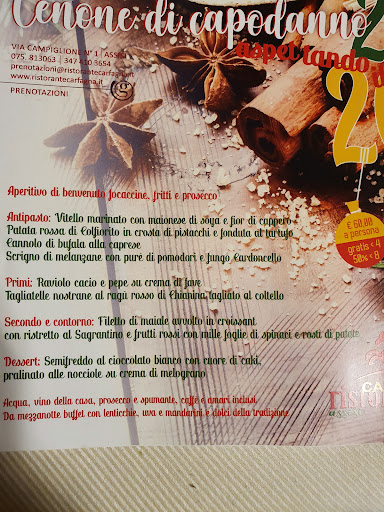 Cenone di capodanno
aspettando
VIA CAMPIGLIONE N° 1 | ASSISI
075. 813063 | 347 410 3654
prenotazioni@ristorantecarfagna.it
www.ristorantecarfagna.it
PRENOTAZIONI
€ 60,00
a persona
gratis < 4
50% < 8
Aperitivo di benvenuto focaccine, fritti e prosecco
Antipasto: Vitello marinato con maionese di soya e fior di cappero
Patata rossa di Colfiorito in crosta di pistacchi e fonduta al tartufo
Cannolo di bufala alla caprese
Scrigno di melanzane con purè di pomodori e fungo Cardoncello
Primi: Raviolo cacio e pepe su crema di fave
Tagliatelle nostrane al ragù rosso di Chianina tagliato al coltello
Secondo e contorno: Filetto di maiale avvolto in croissant
con ristretto al Sagrantino e frutti rossi con mille foglie di spinaci e rosti di patate
Dessert: Semifreddo al cioccolato bianco con cuore di caki,
pralinato alle nocciole su crema di melograno
Acqua, vino della casa, prosecco e spumante, caffè e amari inclusi
Da mezzanotte buffet con lenticchie, uva e mandarini e dolci della tradizione